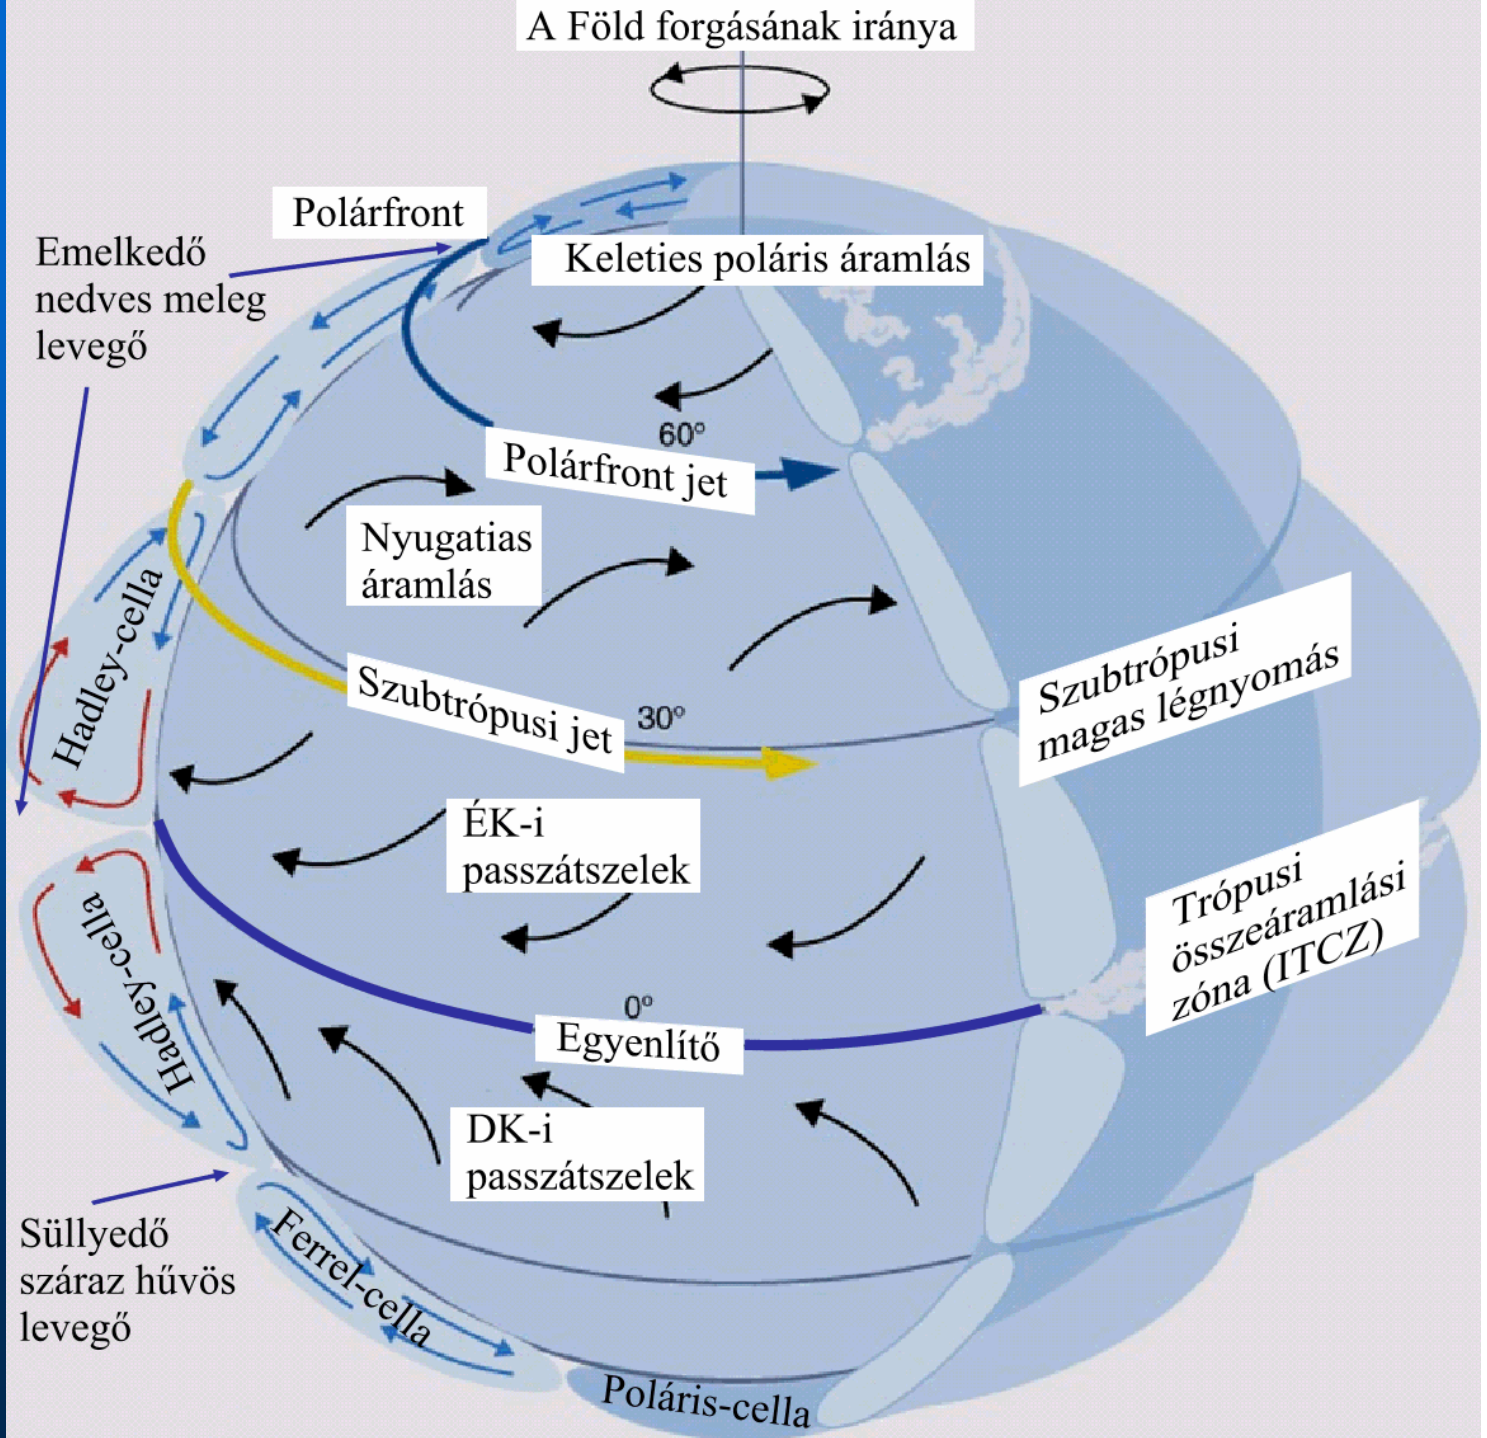 A Föld forgásának iránya
Polárfront
Emelkedő
nedves meleg
levegő
Keleties poláris áramlás
60°
Polárfront jet
Nyugatias
áramlás
Hadley-cella
Szubtrópusi jet
30°
Szubtrópusi
magas légnyomás
ÉK-i
passzátszelek
Trópusi
összeáramlási
zóna (ITCZ)
Hadley-cella
0°
Egyenlítő
DK-i
passzátszelek
Süllyedő
száraz hűvös
levegő
Ferrel-cella
Poláris-cella